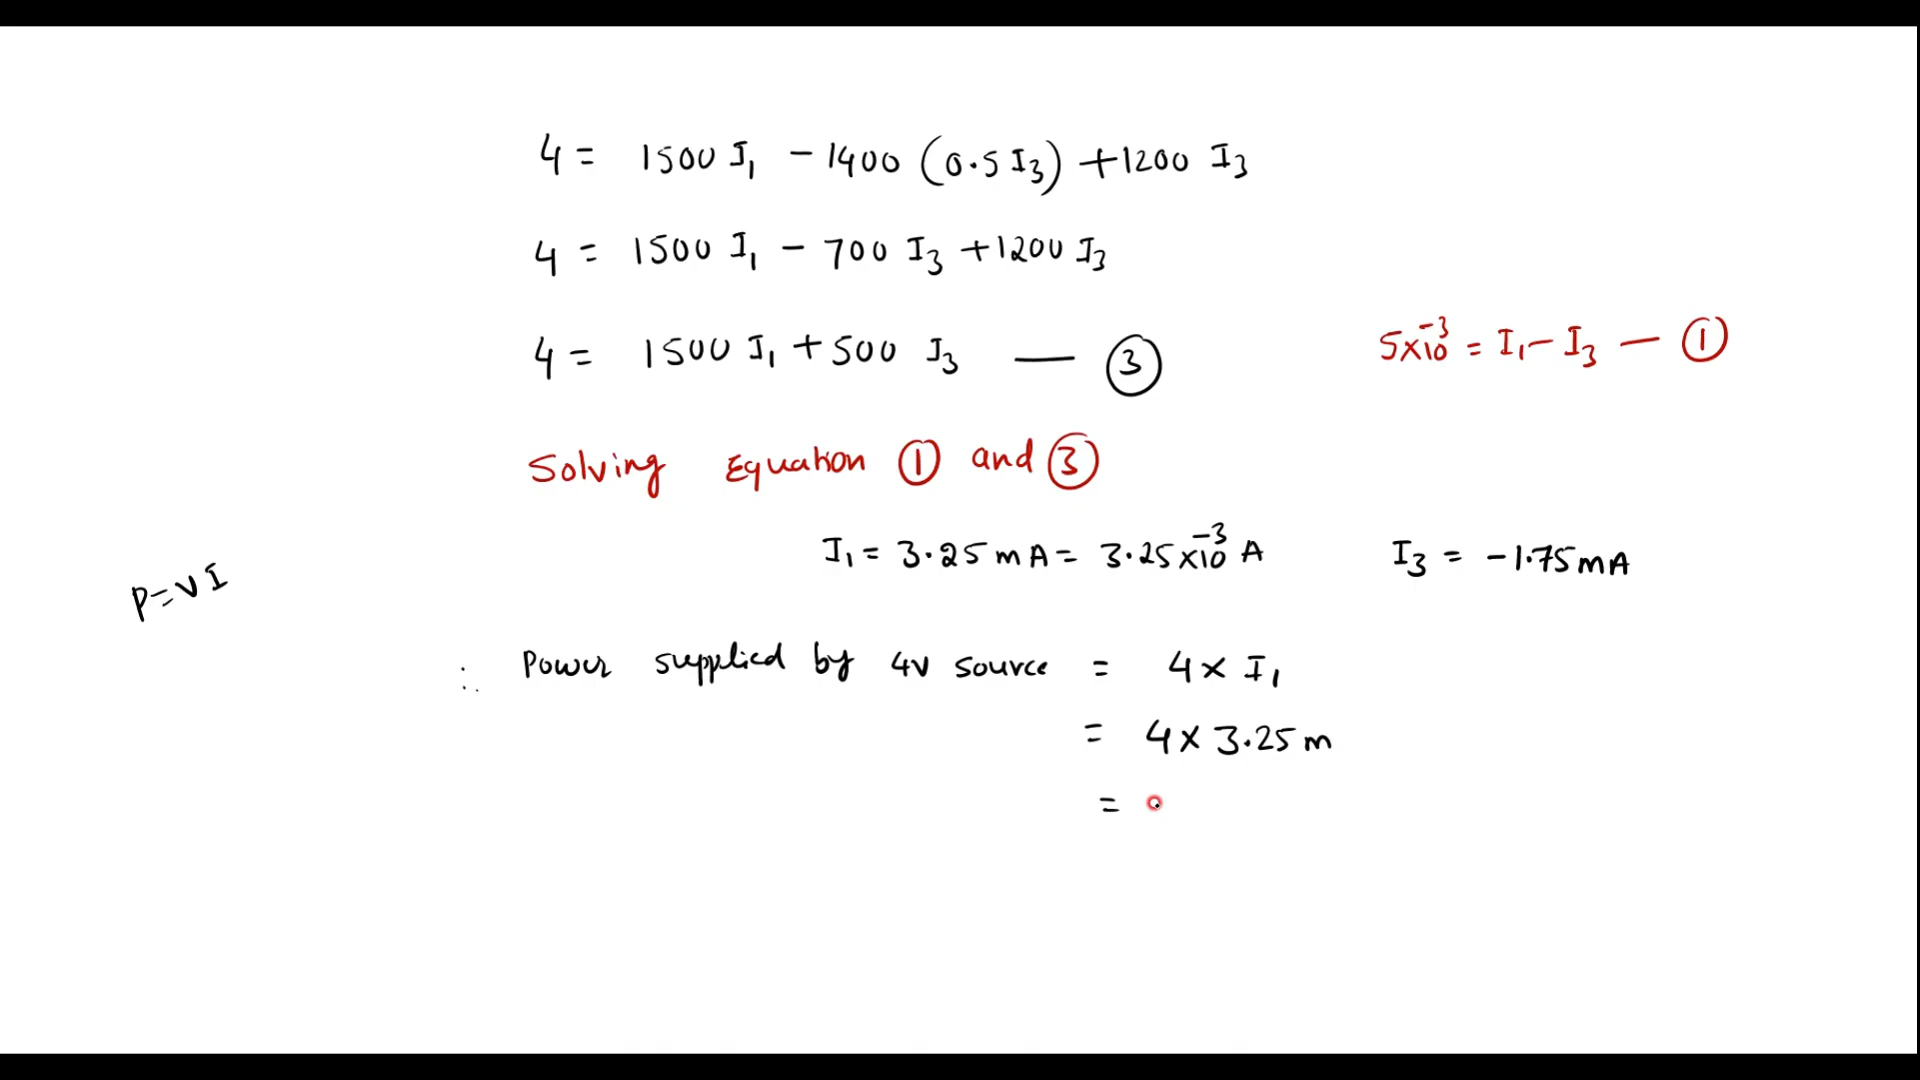 4 = 1500 I₁ - 1400 (0.5 I₃) + 1200 I₃
4 = 1500 I₁ - 700 I₃ + 1200 I₃
4 = 1500 I₁ + 500 I₃ — ③
5×10⁻³ = I₁ - I₃ — ①
Solving Equation ① and ③
I₁ = 3.25 mA = 3.25×10⁻³ A
I₃ = -1.75 mA
P = VI
∴ Power supplied by 4V source = 4 × I₁
= 4 × 3.25 m
=